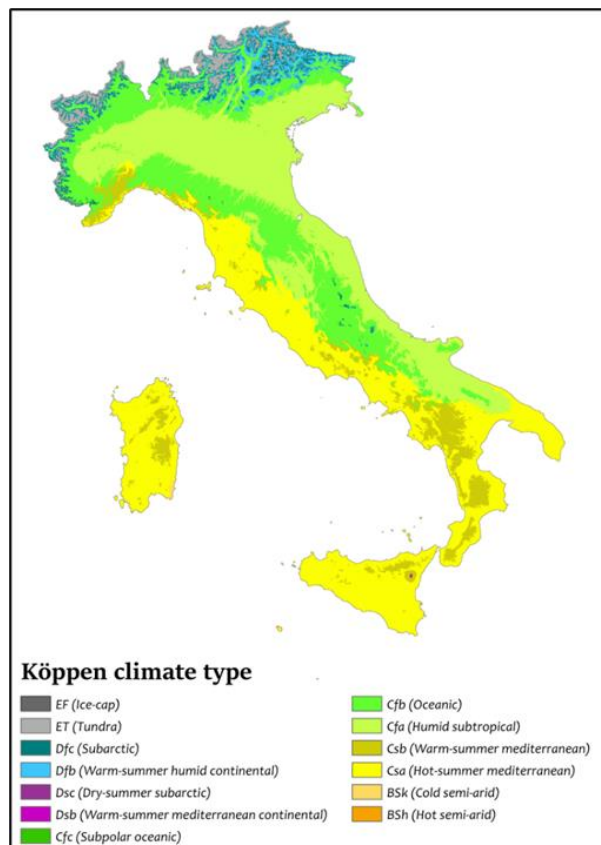 Köppen climate type
EF (Ice-cap)
ET (Tundra)
Dfc (Subarctic)
Dfb (Warm-summer humid continental)
Dsc (Dry-summer subarctic)
Dsb (Warm-summer mediterranean continental)
Cfc (Subpolar oceanic)
Cfb (Oceanic)
Cfa (Humid subtropical)
Csb (Warm-summer mediterranean)
Csa (Hot-summer mediterranean)
BSk (Cold semi-arid)
BSh (Hot semi-arid)